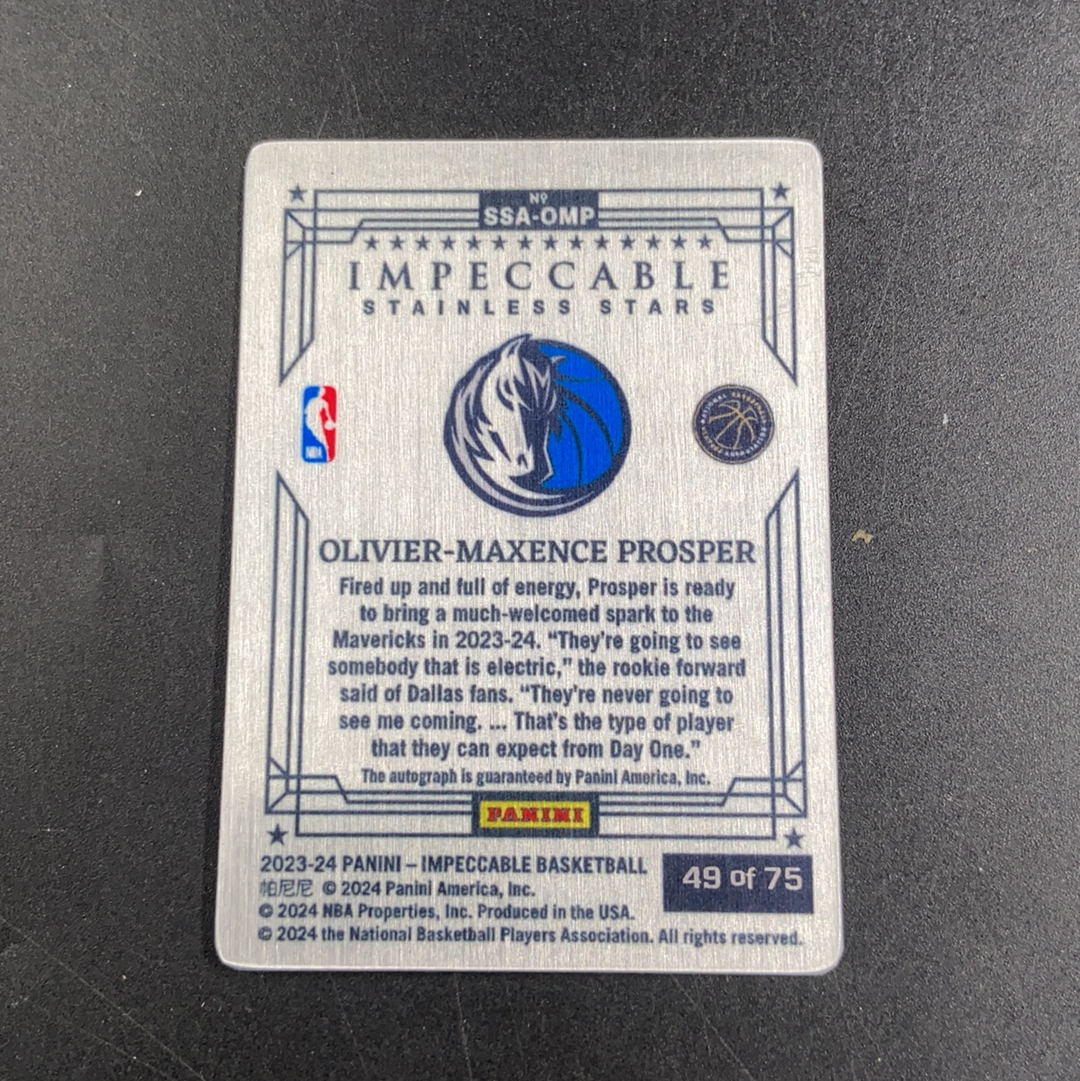 Nº
SSA-OMP
IMPECCABLE
STAINLESS STARS
NBA
OLIVIER-MAXENCE PROSPER
Fired up and full of energy, Prosper is ready
to bring a much-welcomed spark to the
Mavericks in 2023-24. “They’re going to see
somebody that is electric,” the rookie forward
said of Dallas fans. “They’re never going to
see me coming. ... That’s the type of player
that they can expect from Day One.”
The autograph is guaranteed by Panini America, Inc.
PANINI
2023-24 PANINI – IMPECCABLE BASKETBALL
49 of 75
帕尼尼 © 2024 Panini America, Inc.
© 2024 NBA Properties, Inc. Produced in the USA.
© 2024 the National Basketball Players Association. All rights reserved.